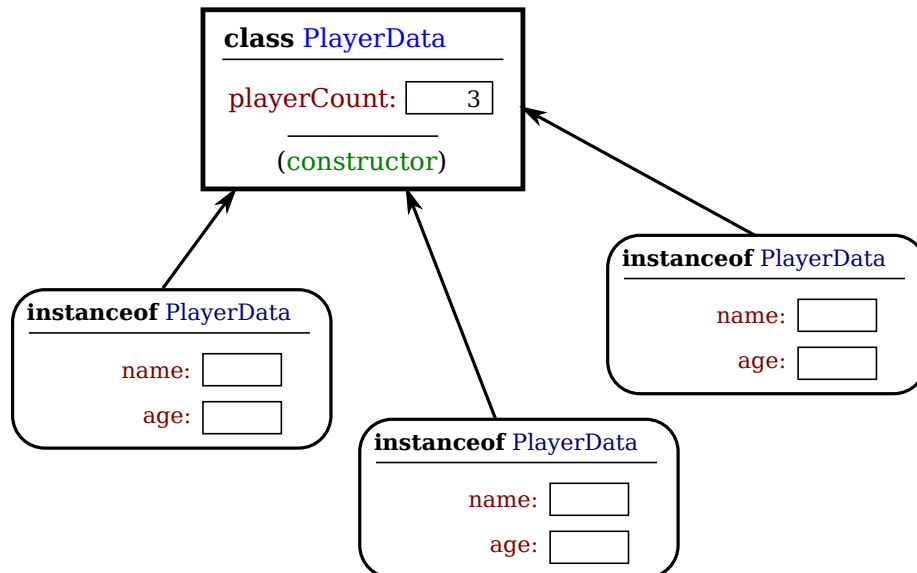 class PlayerData
playerCount: 3
(constructor)
instanceof PlayerData
name:
age:
instanceof PlayerData
name:
age:
instanceof PlayerData
name:
age: